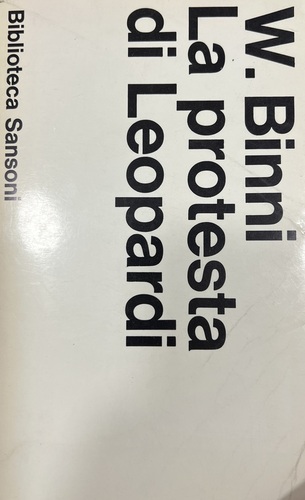 W. Binni
La protesta
di Leopardi
Biblioteca Sansoni